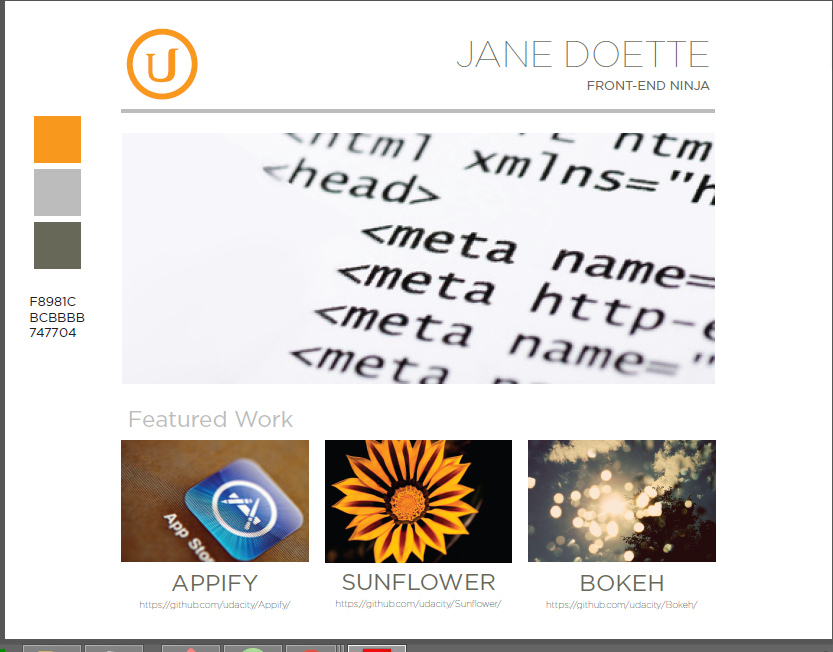 U
JANE DOETTE
FRONT-END NINJA
F8981C
BCBBBB
747704
<html
xmlns="h
htm
<head>
<meta name=
<meta http-e
<meta name="
<meta
Featured Work
App Stor
APPIFY
https://github.com/udacity/Appify/
SUNFLOWER
https://github.com/udacity/Sunflower/
BOKEH
https://github.com/udacity/Bokeh/